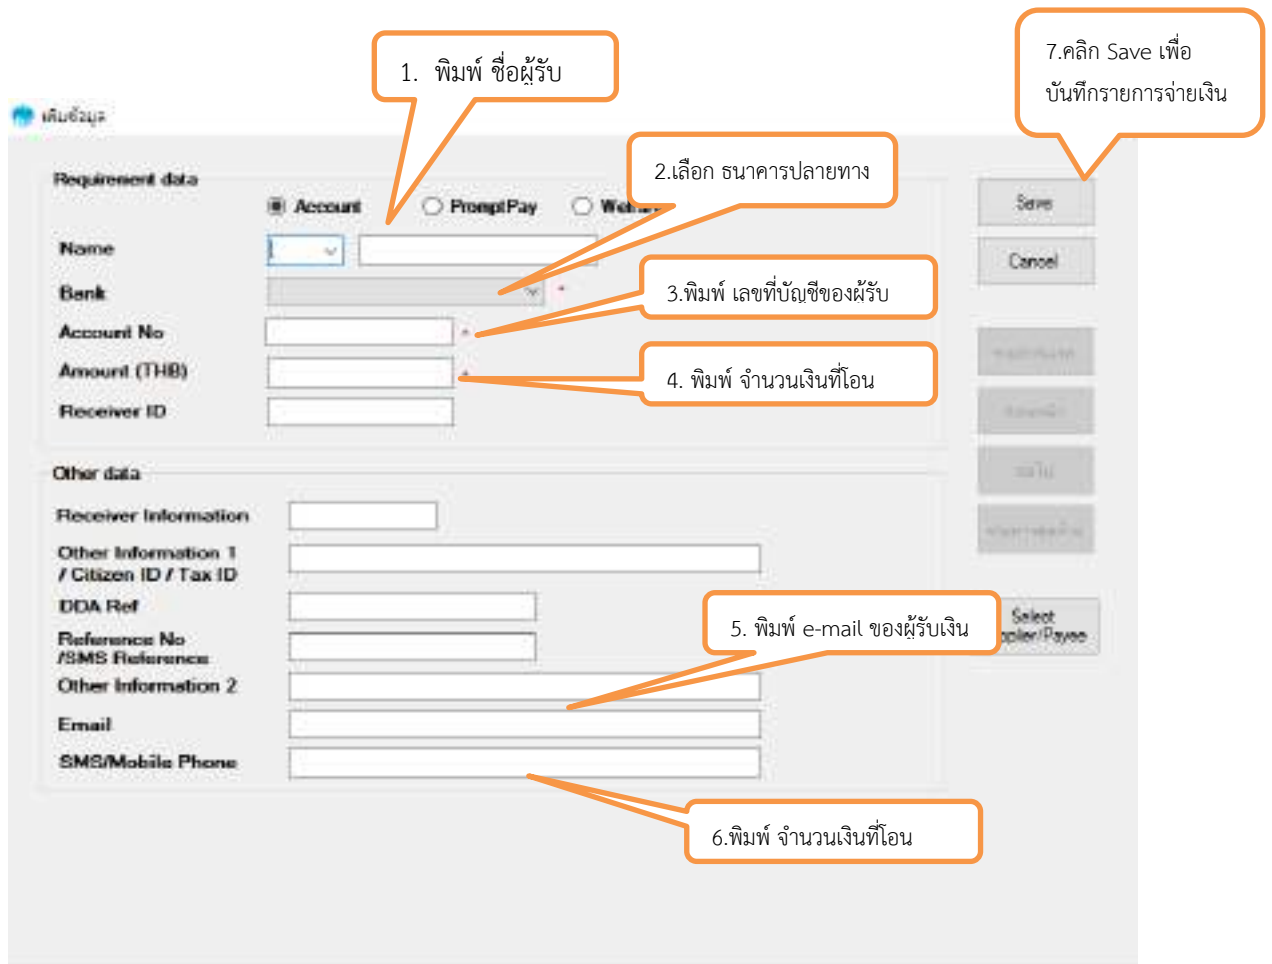 1. พิมพ์ ชื่อผู้รับ
7.คลิก Save เพื่อ
บันทึกรายการจ่ายเงิน
เติมข้อมูล
2.เลือก ธนาคารปลายทาง
Requirement data
Account
PromptPay
Save
Name
Cancel
Bank *
3.พิมพ์ เลขที่บัญชีของผู้รับ
Account No *
Amount (THB) *
4. พิมพ์ จำนวนเงินที่โอน
Receiver ID
Other data
Receiver Information
Other Information 1
/ Citizen ID / Tax ID
DDA Ref
5. พิมพ์ e-mail ของผู้รับเงิน
Select
pplier/Payee
Reference No
/SMS Reference
Other Information 2
Email
SMS/Mobile Phone
6.พิมพ์ จำนวนเงินที่โอน